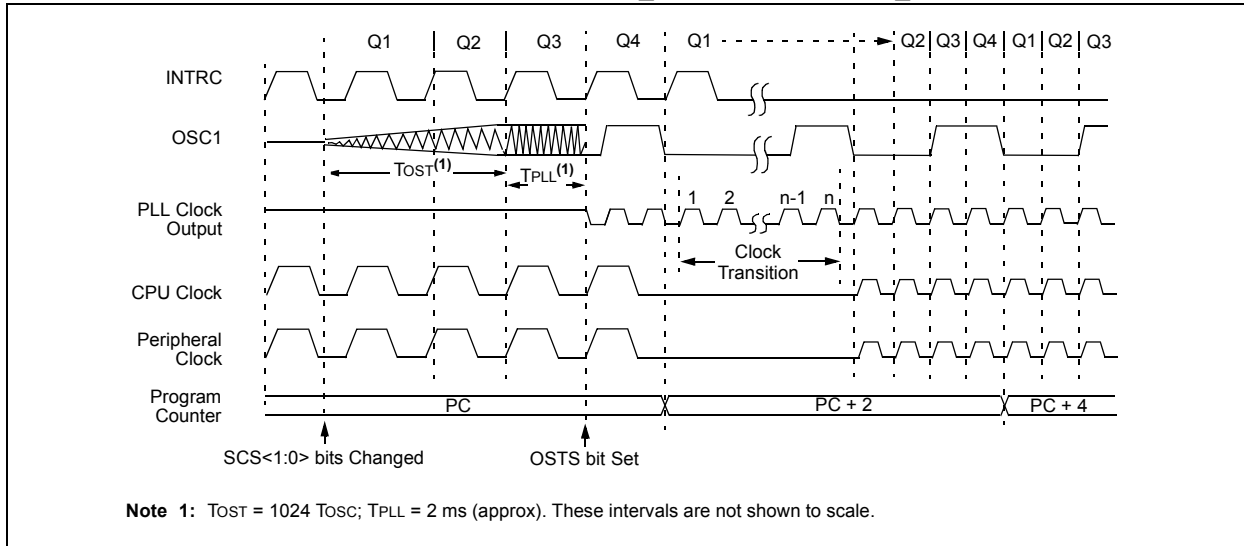 Q1 Q2 Q3 Q4 Q1 Q2 Q3 Q4 Q1 Q2 Q3
INTRC
OSC1
TOST(1) TPLL(1)
PLL Clock
Output
1 2 n-1 n
Clock
Transition
CPU Clock
Peripheral
Clock
Program
Counter
PC PC + 2 PC + 4
SCS<1:0> bits Changed OSTS bit Set
Note 1: TOST = 1024 TOSC; TPLL = 2 ms (approx). These intervals are not shown to scale.